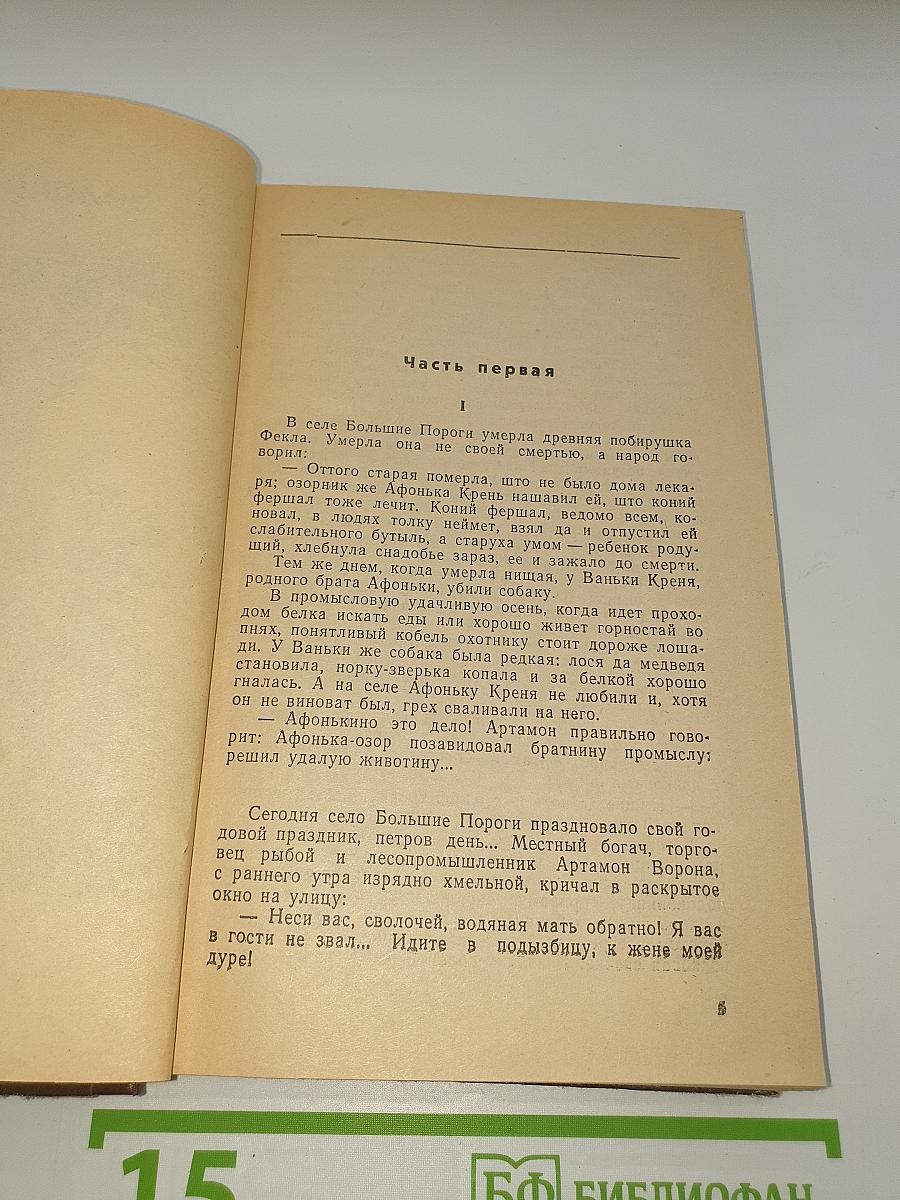 Часть первая
I
В селе Большие Пороги умерла древняя побирушка
Фекла. Умерла она не своей смертью, а народ го-
ворил:
— Оттого старая померла, што не было дома лека-
ря; озорник же Афонька Крень нашавил ей, што коний
фершал тоже лечит. Коний фершал, ведомо всем, ко-
новал, в людях толку неймет, взял да и отпустил ей
слабительного бутыль, а старуха умом — ребенок роду-
щий, хлебнула снадобье зараз, ее и зажало до смерти.
Тем же днем, когда умерла нищая, у Ваньки Креня,
родного брата Афоньки, убили собаку.
В промысловую удачливую осень, когда идет прохо-
дом белка искать еды или хорошо живет горностай во
пнях, понятливый кобель охотнику стоит дороже лоша-
ди. У Ваньки же собака была редкая: лося да медведя
становила, норку-зверька копала и за белкой хорошо
гналась. А на селе Афоньку Креня не любили и, хотя
он не виноват был, грех сваливали на него.
— Афонькино это дело! Артамон правильно гово-
рит: Афонька-озор позавидовал братнину промыслу:
решил удалую животину...
Сегодня село Большие Пороги праздновало свой го-
довой праздник, петров день... Местный богач, торго-
вец рыбой и лесопромышленник Артамон Ворона,
с раннего утра изрядно хмельной, кричал в раскрытое
окно на улицу:
— Неси вас, сволочей, водяная мать обратно! Я вас
в гости не звал... Идите в подызбицу, к жене моей
дуре!
5
15
БФ БИБЛИОФАН